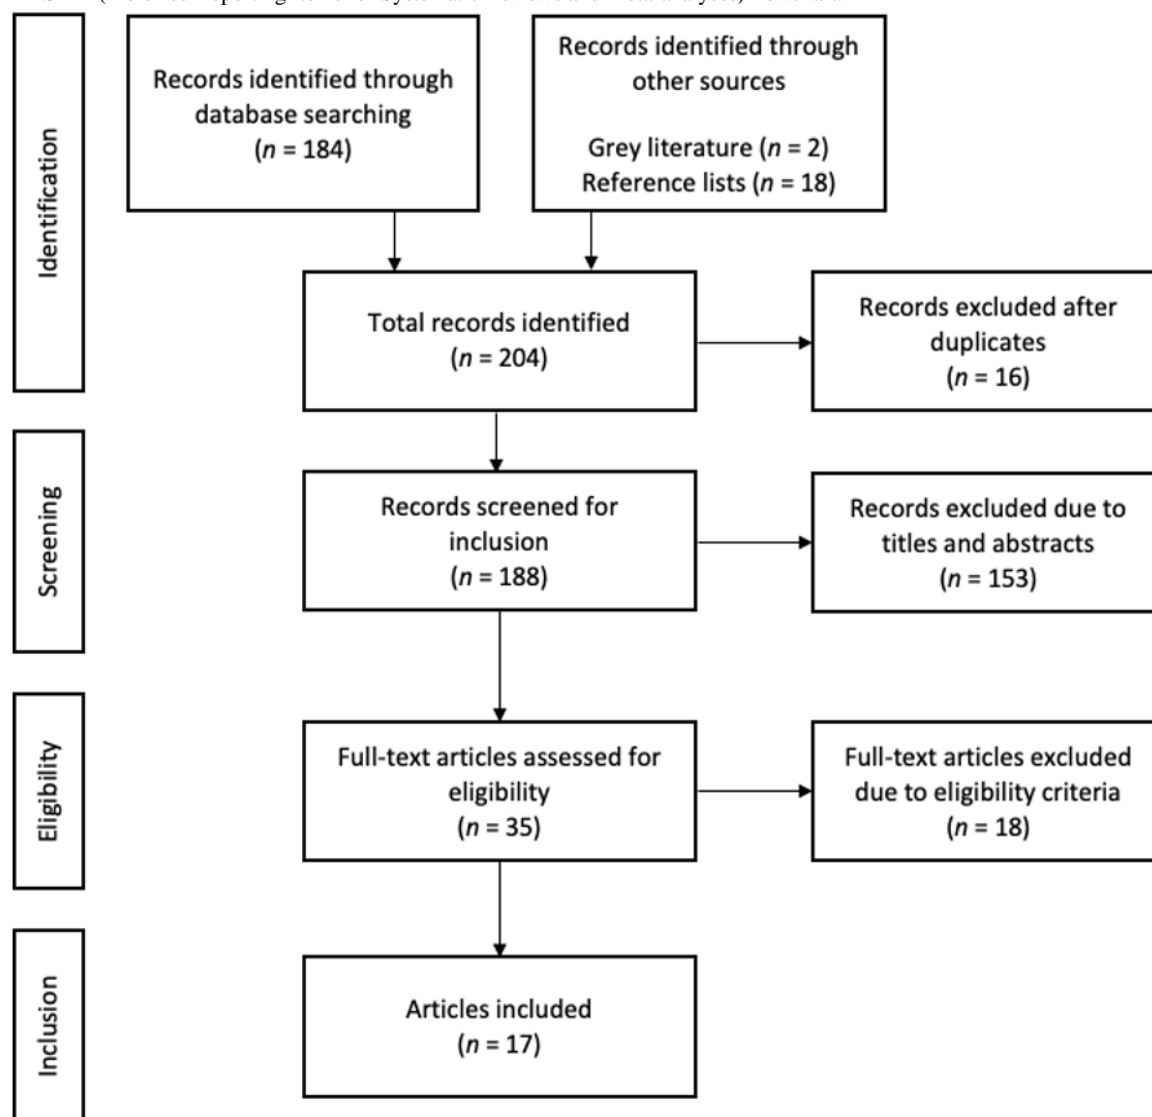 Identification
Records identified through
database searching
(n = 184)
Records identified through
other sources
Grey literature (n = 2)
Reference lists (n = 18)
Total records identified
(n = 204)
Records excluded after
duplicates
(n = 16)
Screening
Records screened for
inclusion
(n = 188)
Records excluded due to
titles and abstracts
(n = 153)
Eligibility
Full-text articles assessed for
eligibility
(n = 35)
Full-text articles excluded
due to eligibility criteria
(n = 18)
Inclusion
Articles included
(n = 17)